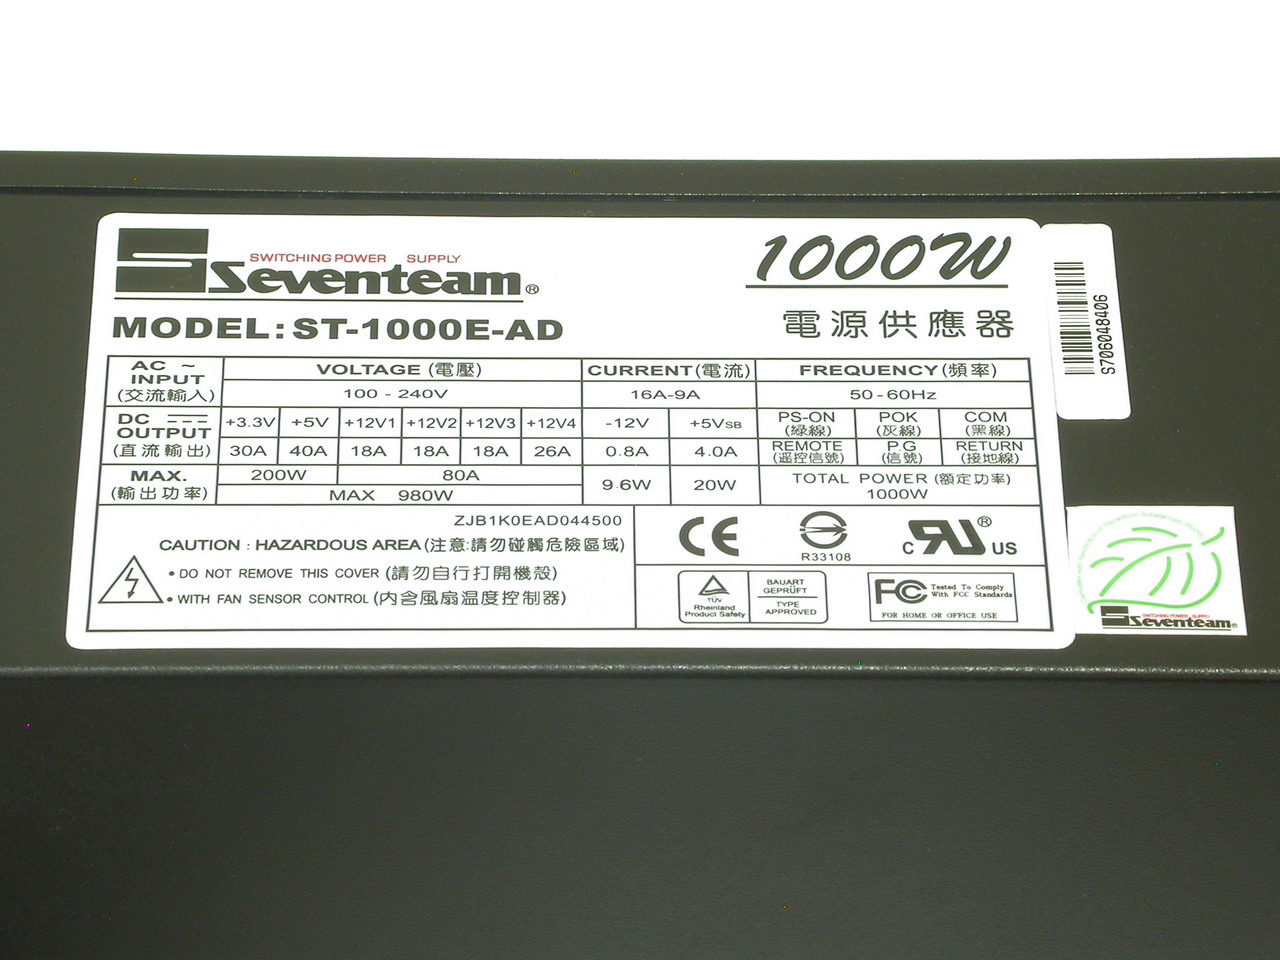 SWITCHING POWER SUPPLY
Seventeam®
1000W
MODEL: ST-1000E-AD
電源供應器
S706048406
AC ~ INPUT (交流輸入)
VOLTAGE (電壓) CURRENT (電流) FREQUENCY (頻率)
100 - 240V 16A-9A 50-60Hz
DC OUTPUT (直流輸出)
+3.3V +5V +12V1 +12V2 +12V3 +12V4 -12V +5VSB PS-ON (綠線) POK (灰線) COM (黑線)
30A 40A 18A 18A 18A 26A 0.8A 4.0A REMOTE (遙控信號) P.G (信號) RETURN (接地線)
MAX. (輸出功率)
200W 80A 9.6W 20W TOTAL POWER (額定功率)
MAX 980W 1000W
ZJB1K0EAD044500
CAUTION : HAZARDOUS AREA (注意:請勿碰觸危險區域)
• DO NOT REMOVE THIS COVER (請勿自行打開機殼)
• WITH FAN SENSOR CONTROL (內含風扇溫度控制器)
CE
R33108
c RU® US
TÜV
Rheinland
Product Safety
BAUART
GEPRÜFT
TYPE
APPROVED
FC Tested To Comply
With FCC Standards
FOR HOME OR OFFICE USE
SWITCHING POWER SUPPLY
Seventeam®